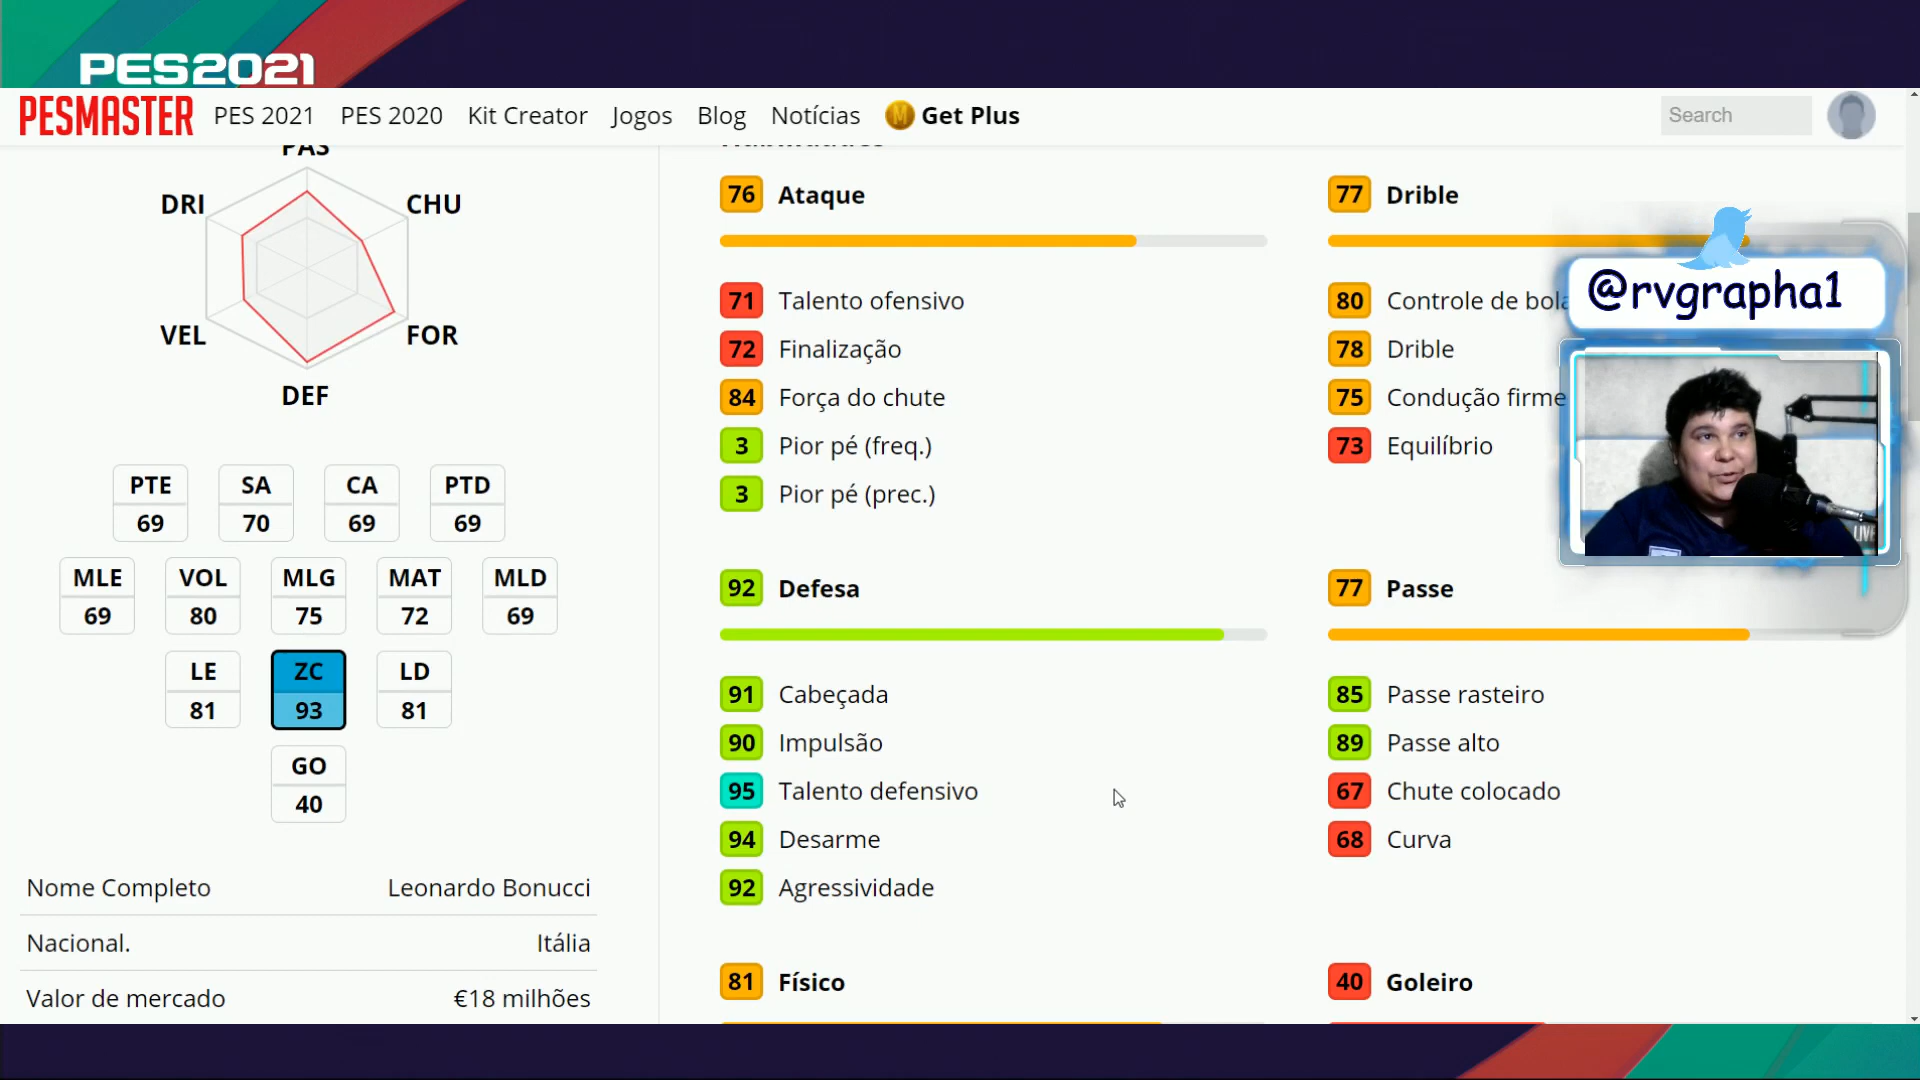 PES2021
PESMASTER PES 2021 PES 2020 Kit Creator Jogos Blog Notícias M Get Plus Search
PAS
DRI CHU
VEL FOR
DEF
PTE SA CA PTD
69 70 69 69
MLE VOL MLG MAT MLD
69 80 75 72 69
LE ZC LD
81 93 81
GO
40
Nome Completo Leonardo Bonucci
Nacional. Itália
Valor de mercado €18 milhões
76 Ataque
71 Talento ofensivo
72 Finalização
84 Força do chute
3 Pior pé (freq.)
3 Pior pé (prec.)
77 Drible
80 Controle de bola
78 Drible
75 Condução firme
73 Equilíbrio
@rvgrapha1
LIVE
92 Defesa
91 Cabeçada
90 Impulsão
95 Talento defensivo
94 Desarme
92 Agressividade
77 Passe
85 Passe rasteiro
89 Passe alto
67 Chute colocado
68 Curva
81 Físico
40 Goleiro